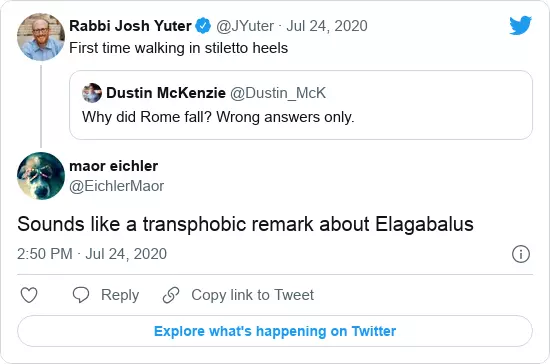 Rabbi Josh Yuter @JYuter · Jul 24, 2020
First time walking in stiletto heels
Dustin McKenzie @Dustin_McK
Why did Rome fall? Wrong answers only.
maor eichler
@EichlerMaor
Sounds like a transphobic remark about Elagabalus
2:50 PM · Jul 24, 2020
Reply
Copy link to Tweet
Explore what's happening on Twitter